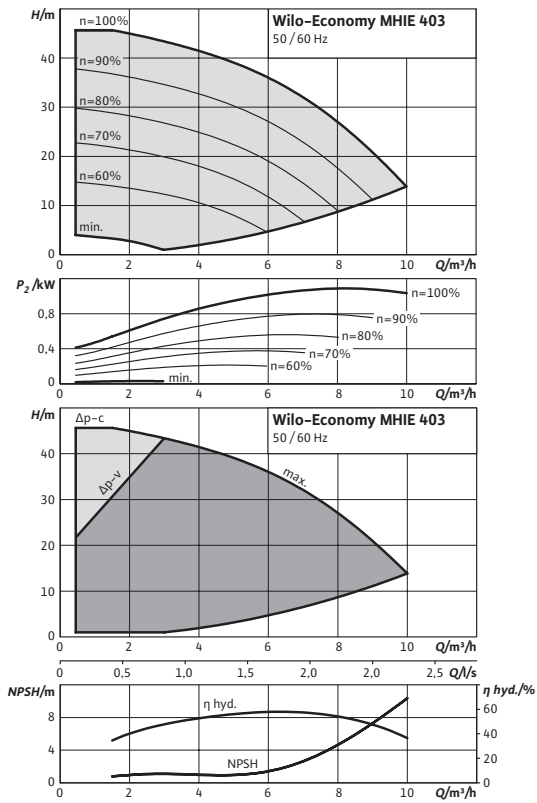 H/m
n=100%
Wilo-Economy MHIE 403
50 / 60 Hz
40
n=90%
30
n=80%
n=70%
20
n=60%
10
min.
0
0 2 4 6 8 10 Q/m³/h
P₂ /kW
n=100%
0,8
n=90%
n=80%
0,4
n=70%
n=60%
min.
0
0 2 4 6 8 10 Q/m³/h
H/m
Δp-c
Wilo-Economy MHIE 403
50 / 60 Hz
40
max.
Δp-v
30
20
10
0
0 2 4 6 8 10 Q/m³/h
0 0,5 1,0 1,5 2,0 2,0 2,5 Q/l/s
NPSH/m
η hyd./%
η hyd.
8
60
40
4
NPSH
20
0
0
0 2 4 6 8 10 Q/m³/h